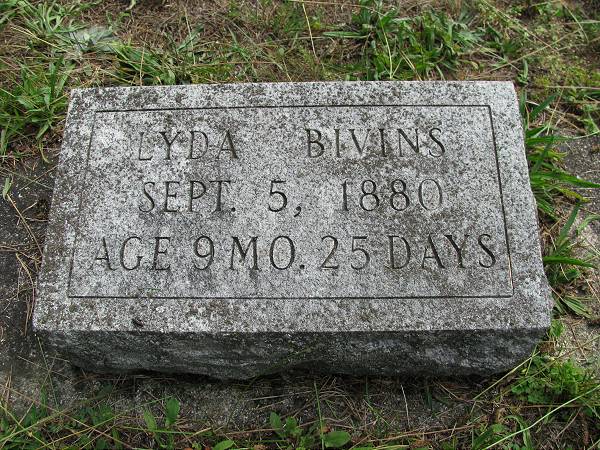 LYDA BIVINS
SEPT. 5, 1880
AGE 9 MO. 25 DAYS